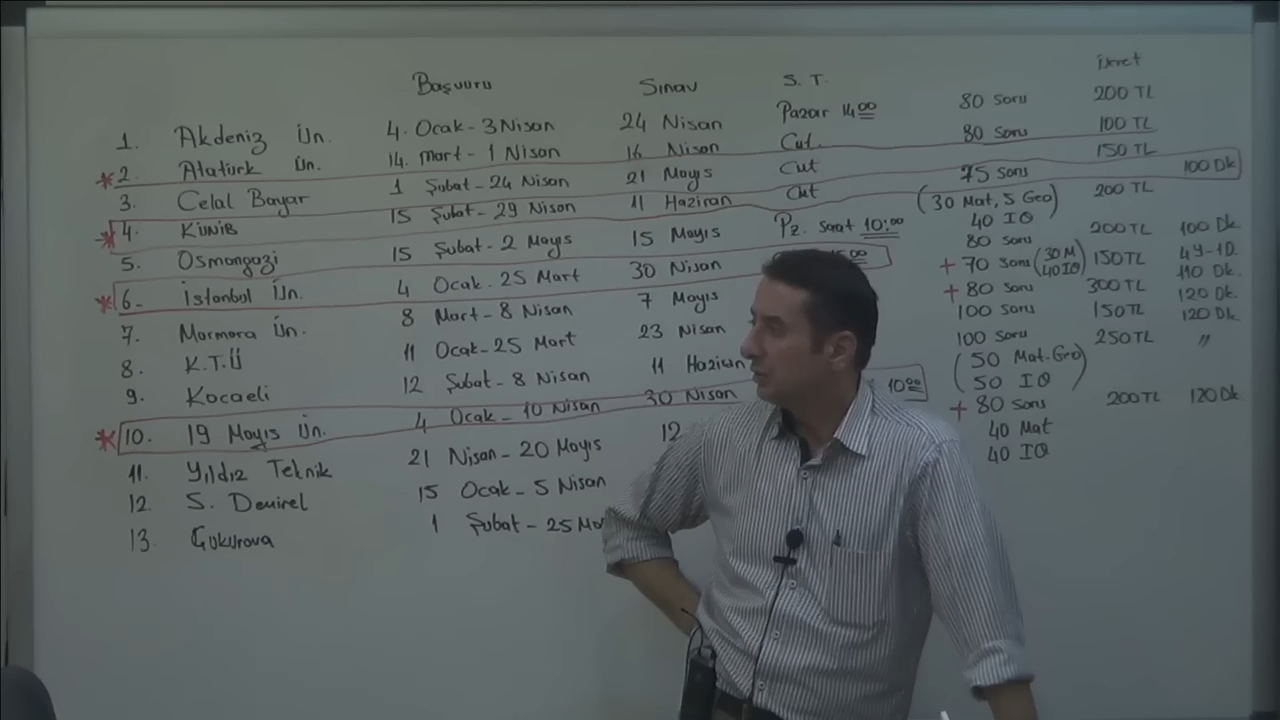 Başvuru Sınav S. T. Ücret
1. Akdeniz Ün. 4. Ocak - 3 Nisan 24 Nisan Pazar 14:00 80 Soru 200 TL
* 2. Atatürk Ün. 14. Mart - 1 Nisan 16 Nisan Cut. 80 Soru 100 TL
3. Celal Bayar 1 Şubat - 24 Nisan 21 Mayıs Cut 75 Soru 150 TL 100 Dk
* 4. KÜNİB 15 Şubat - 29 Nisan 11 Haziran Cut (30 Mat, 5 Geo) 200 TL
40 IQ
5. Osmangazi 15 Şubat - 2 Mayıs 15 Mayıs Pz. Saat 10:00 80 Soru 200 TL 100 Dk
* 6- İstanbul Ün. 4 Ocak. 25 Mart 30 Nisan + 70 Soru (30 M 40 IQ) 150 TL 4Y-1D.
7. Marmara Ün. 8 Mart - 8 Nisan 7 Mayıs + 80 Soru 300 TL 110 Dk.
8. K.T.Ü 11 Ocak - 25 Mart 23 Nisan 100 Soru 150 TL 120 Dk.
9. Kocaeli 12 Şubat - 8 Nisan 11 Haziran 100 Soru 250 TL 120 Dk
(50 Mat-Geo) "
50 IQ
* 10. 19 Mayıs Ün. 4 Ocak - 10 Nisan 30 Nisan 10:00 + 80 Soru 200 TL 120 Dk
40 Mat
40 IQ
11. Yıldız Teknik 21 Nisan - 20 Mayıs 12
12. S. Demirel 15 Ocak - 5 Nisan
13. Çukurova 1 Şubat - 25